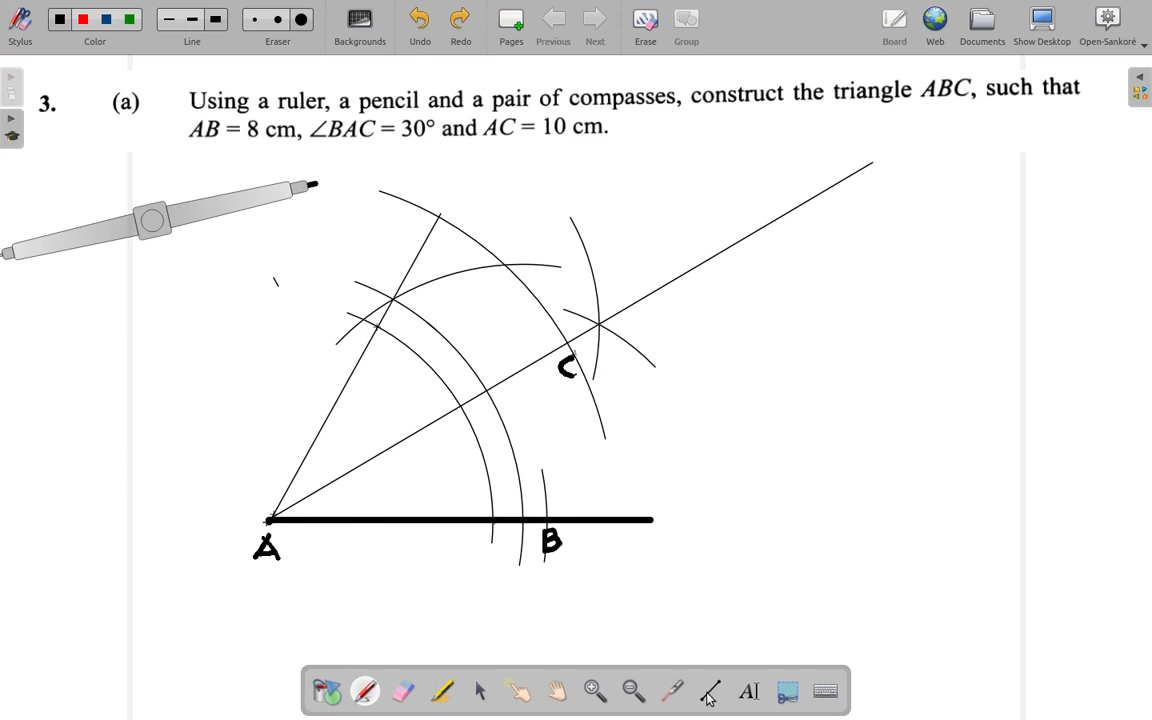 Stylus
Color
Line
Eraser
Backgrounds
Undo
Redo
Pages
Previous
Next
Erase
Group
Board
Web
Documents
Show Desktop
Open-Sankoré
3. (a) Using a ruler, a pencil and a pair of compasses, construct the triangle ABC, such that
AB = 8 cm, ∠BAC = 30° and AC = 10 cm.
C
A
B
AI